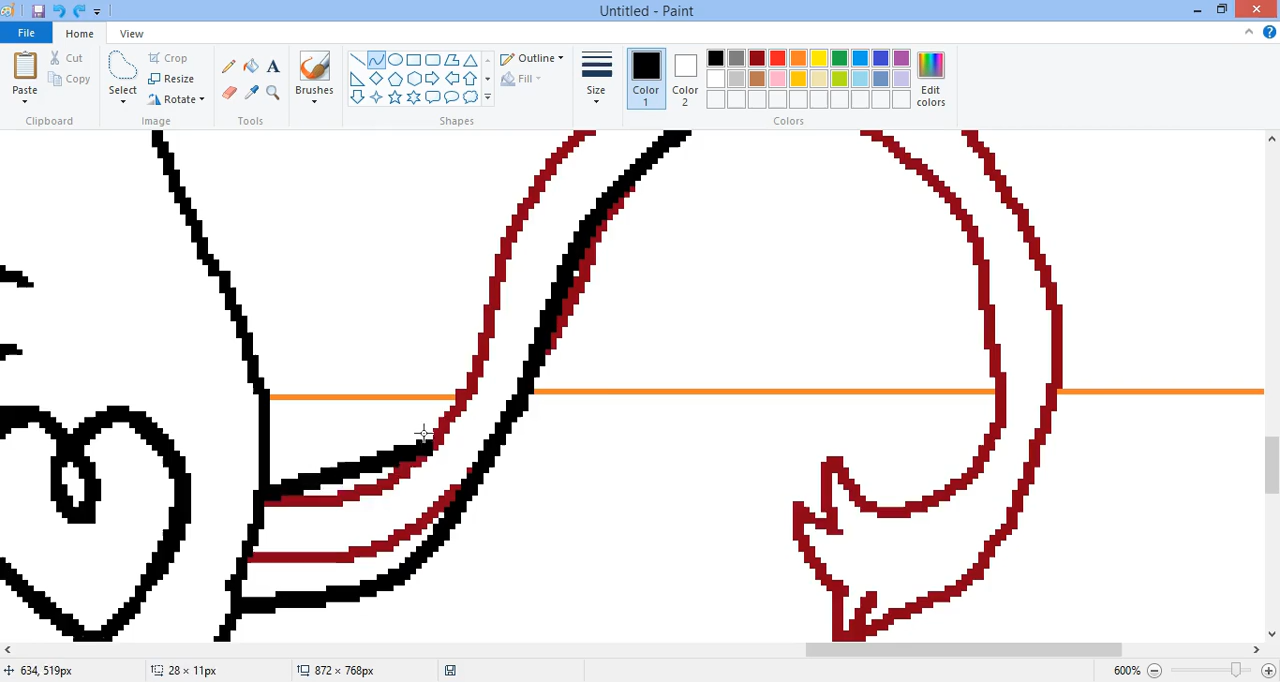 Untitled - Paint
File Home View
Paste
Cut
Copy
Clipboard
Select
Crop
Resize
Rotate
Image
A
Tools
Brushes
Outline
Fill
Shapes
Size
Color 1
Color 2
Edit colors
Colors
634, 519px
28 × 11px
872 × 768px
600%